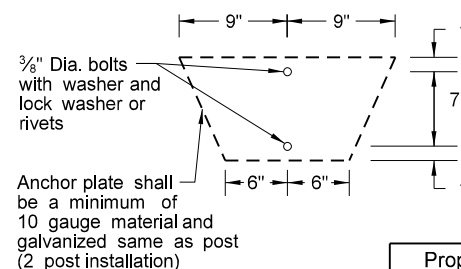 9" 9"
⅜" Dia. bolts
with washer and
lock washer or
rivets
7
6" 6"
Anchor plate shall
be a minimum of
10 gauge material and
galvanized same as post
(2 post installation)
Prop